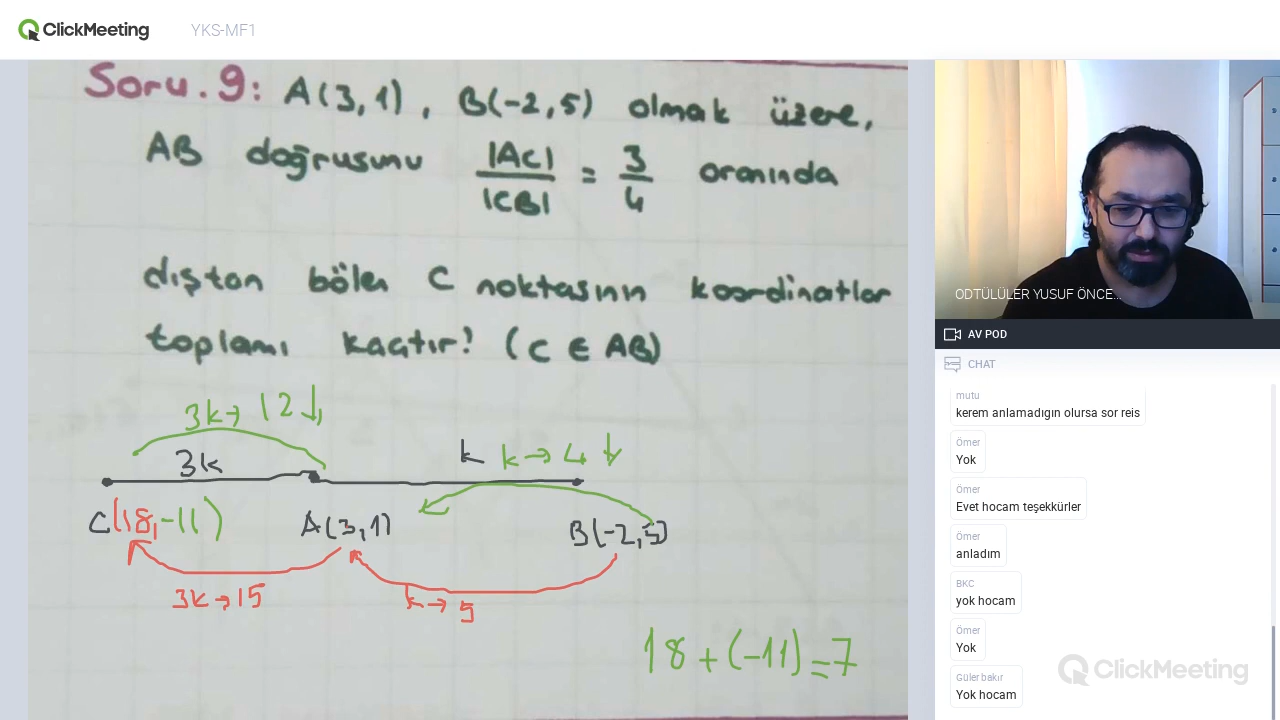 ClickMeeting YKS-MF1
Soru.9: A(3,1), B(-2,5) olmak üzere,
AB doğrusunu |AC|/|CB| = 3/4 oranında
dıştan bölen C noktasının koordinatlar
toplamı kaçtır? (C ∈ AB)
3k→12↓,
3k
k k→4↓
C(18,-11) A(3,1) B(-2,5)
3k→15
k→5
18+(-11)=7
ODTÜLÜLER YUSUF ÖNCE...
AV POD
CHAT
mutu
kerem anlamadıgın olursa sor reis
Ömer
Yok
Ömer
Evet hocam teşekkürler
Ömer
anladım
BKC
yok hocam
Ömer
Yok
Güler bakır
Yok hocam
ClickMeeting